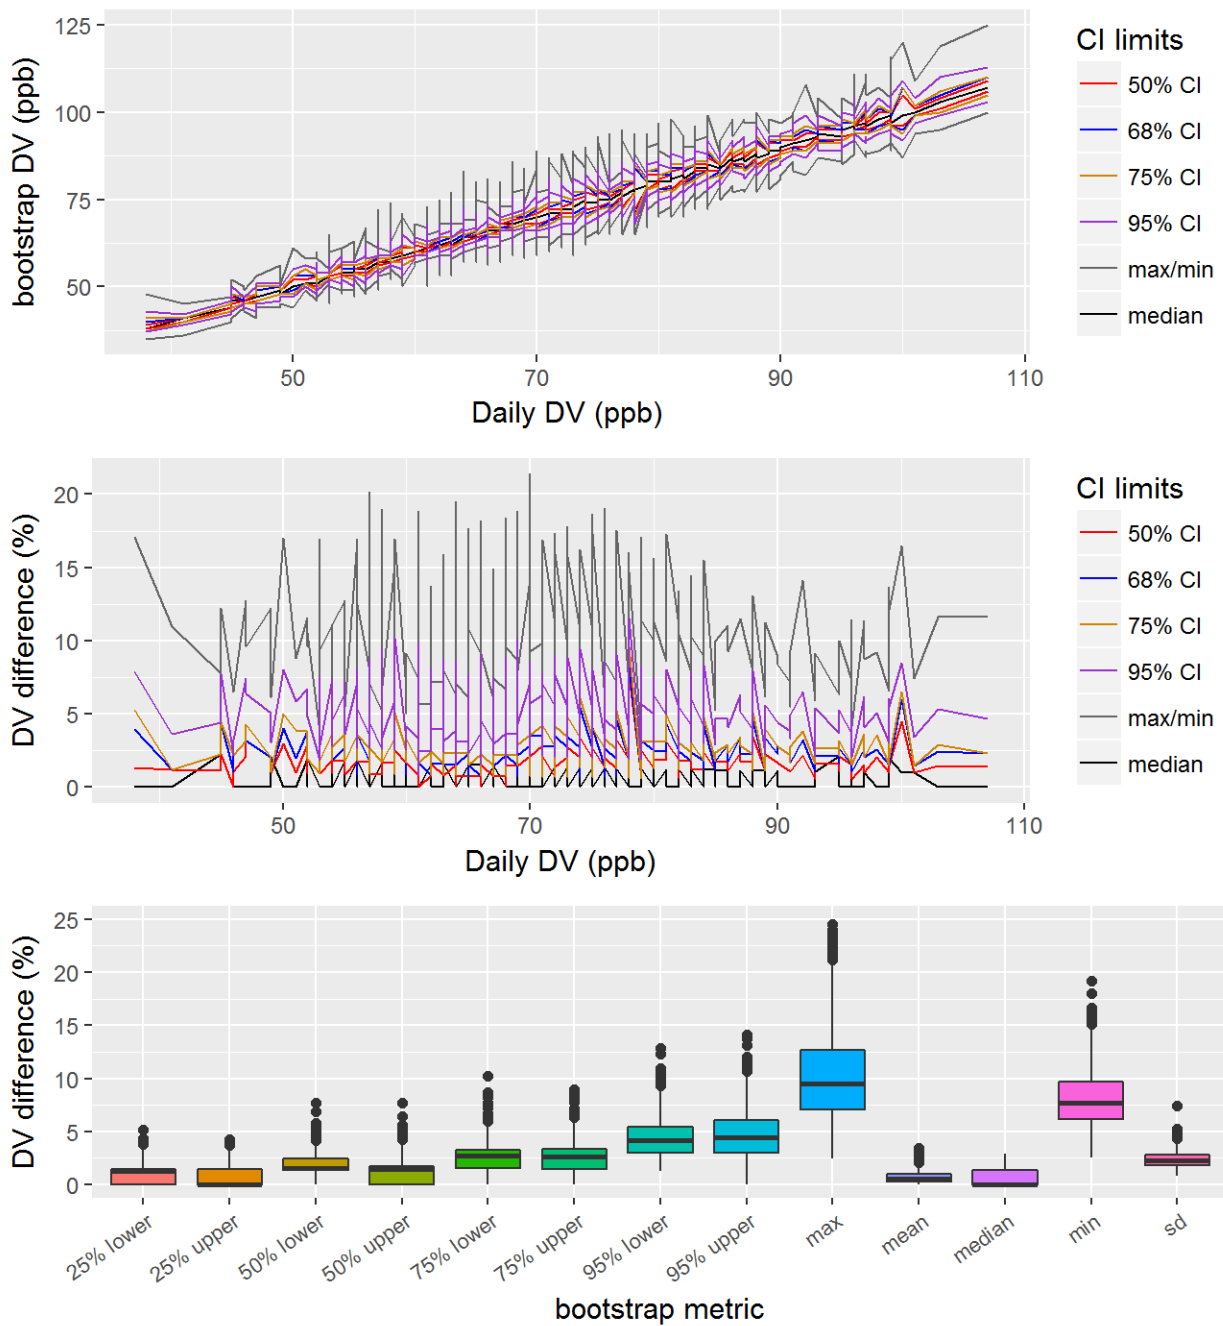 125
100
75
50
bootstrap DV (ppb)
50
70
90
110
Daily DV (ppb)
CI limits
50% CI
68% CI
75% CI
95% CI
max/min
median
20
15
10
5
0
DV difference (%)
50
70
90
110
Daily DV (ppb)
CI limits
50% CI
68% CI
75% CI
95% CI
max/min
median
25
20
15
10
5
0
DV difference (%)
25% lower
25% upper
50% lower
50% upper
75% lower
75% upper
95% lower
95% upper
max
mean
median
min
sd
bootstrap metric